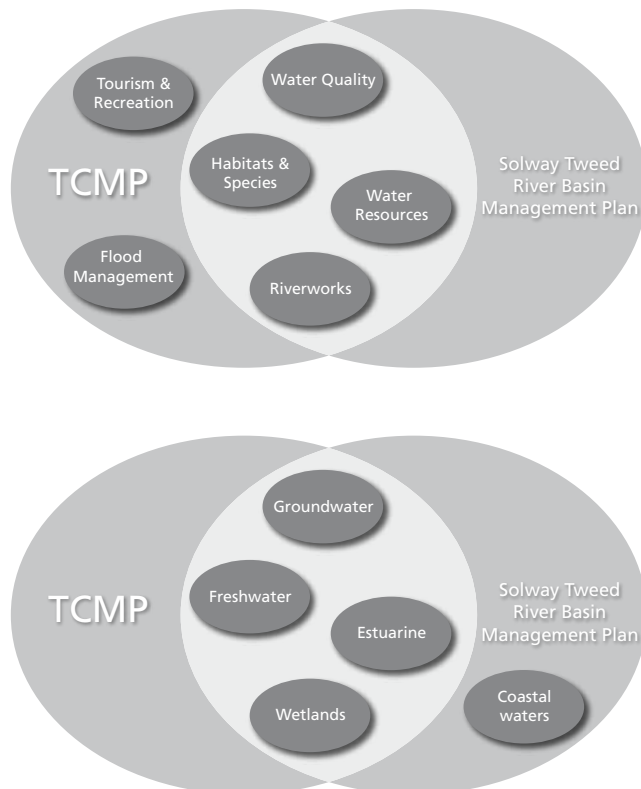 Tourism &
Recreation
Water Quality
TCMP
Habitats &
Species
Water
Resources
Solway Tweed
River Basin
Management Plan
Flood
Management
Riverworks
Groundwater
TCMP
Freshwater
Estuarine
Solway Tweed
River Basin
Management Plan
Wetlands
Coastal
waters